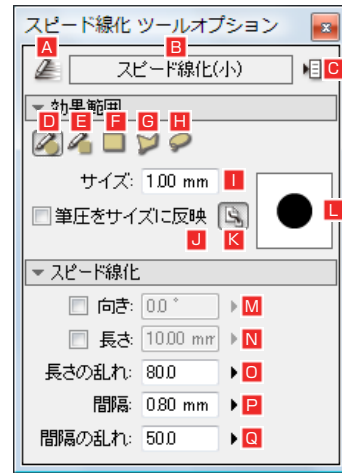 スピード線化 ツールオプション
A B
スピード線化(小) C
効果範囲
D E F G H
サイズ: 1.00 mm I
筆圧をサイズに反映 L
J K
スピード線化
向き: 0.0 ° M
長さ: 10.00 mm N
長さの乱れ: 80.0 O
間隔: 0.80 mm P
間隔の乱れ: 50.0 Q